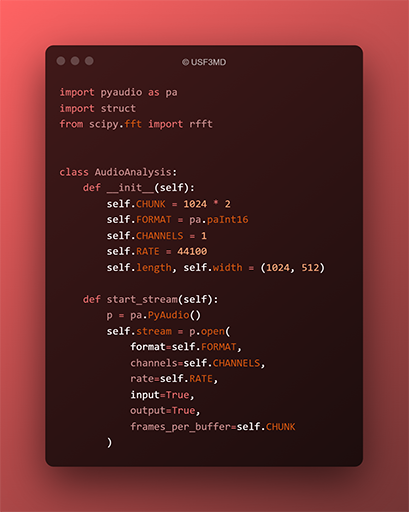 © USF3MD
import pyaudio as pa
import struct
from scipy.fft import rfft
class AudioAnalysis:
    def __init__(self):
        self.CHUNK = 1024 * 2
        self.FORMAT = pa.paInt16
        self.CHANNELS = 1
        self.RATE = 44100
        self.length, self.width = (1024, 512)
    def start_stream(self):
        p = pa.PyAudio()
        self.stream = p.open(
            format=self.FORMAT,
            channels=self.CHANNELS,
            rate=self.RATE,
            input=True,
            output=True,
            frames_per_buffer=self.CHUNK
        )